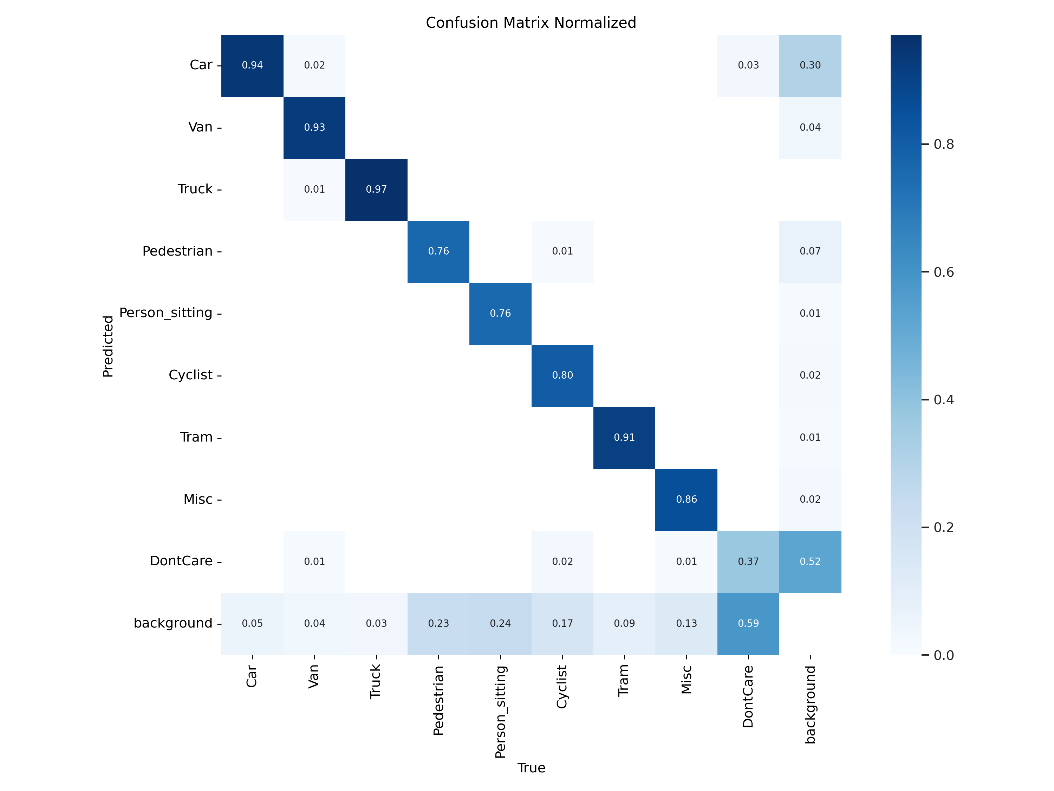 Confusion Matrix Normalized
Car 0.94 0.02 0.03 0.30
Van 0.93 0.04
0.8
Truck 0.01 0.97
Pedestrian 0.76 0.01 0.07
0.6
Person_sitting 0.76 0.01
Predicted
Cyclist 0.80 0.02
0.4
Tram 0.91 0.01
Misc 0.86 0.02
0.2
DontCare 0.01 0.02 0.01 0.37 0.52
background 0.05 0.04 0.03 0.23 0.24 0.17 0.09 0.13 0.59
0.0
Car Van Truck Pedestrian Person_sitting Cyclist Tram Misc DontCare background
True